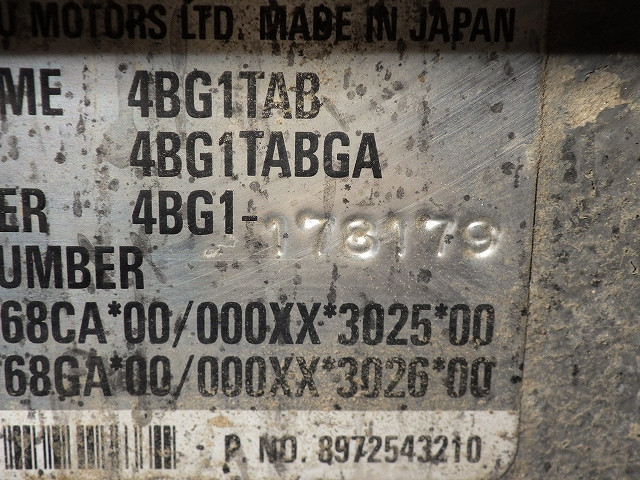 U MOTORS LTD. MADE IN JAPAN
ME 4BG1TAB
4BG1TABGA
ER 4BG1-178179
UMBER
68CA*00/000XX*3025*00
68GA*00/000XX*3026*00
P. NO. 8972543210